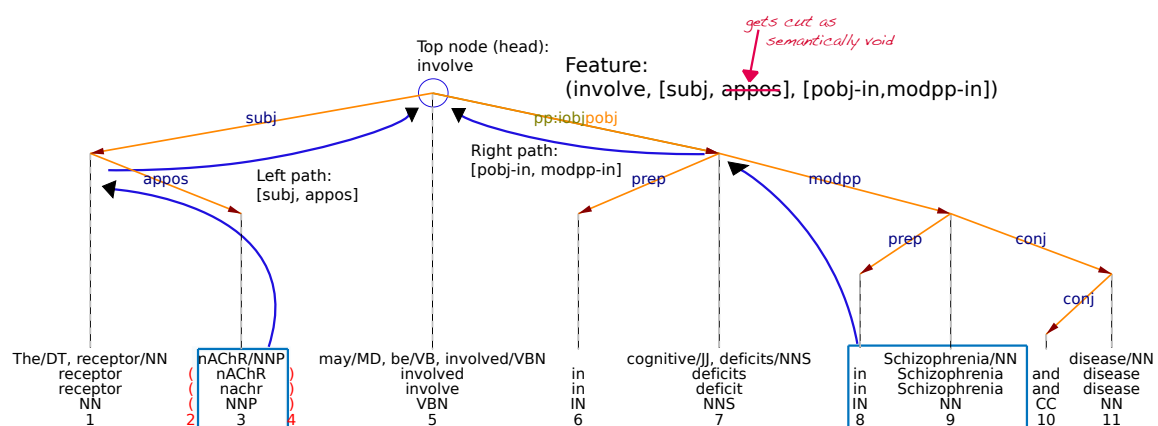 gets cut as
semantically void
Top node (head):
involve
Feature:
(involve, [subj, appos], [pobj-in,modpp-in])
subj
pp:iobjpobj
Right path:
[pobj-in, modpp-in]
appos
Left path:
[subj, appos]
prep
modpp
prep
conj
conj
The/DT, receptor/NN nAChR/NNP may/MD, be/VB, involved/VBN cognitive/JJ, deficits/NNS Schizophrenia/NN disease/NN
receptor ( nAChR ) involved in deficits in Schizophrenia and disease
receptor ( nachr ) involve in deficit in Schizophrenia and disease
NN ( NNP ) VBN IN NNS IN NN CC NN
1 2 3 4 5 6 7 8 9 10 11